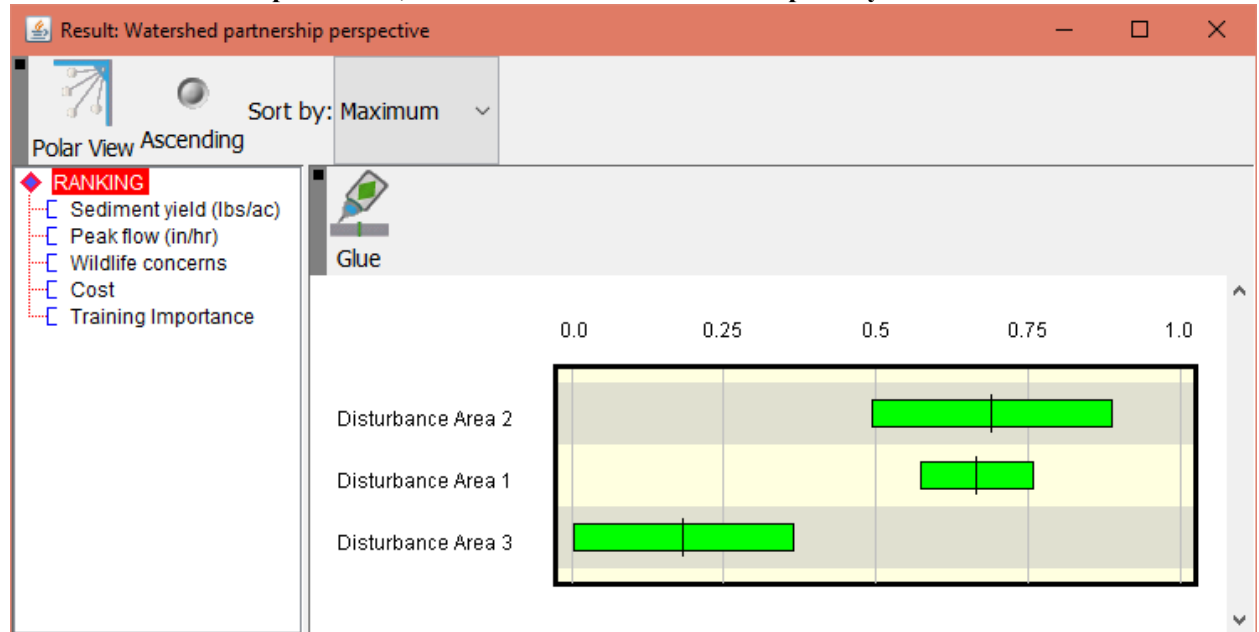 Result: Watershed partnership perspective
Polar View Ascending Sort by: Maximum
RANKING
Sediment yield (lbs/ac)
Peak flow (in/hr)
Wildlife concerns
Cost
Training Importance
Glue
0.0 0.25 0.5 0.75 1.0
Disturbance Area 2
Disturbance Area 1
Disturbance Area 3